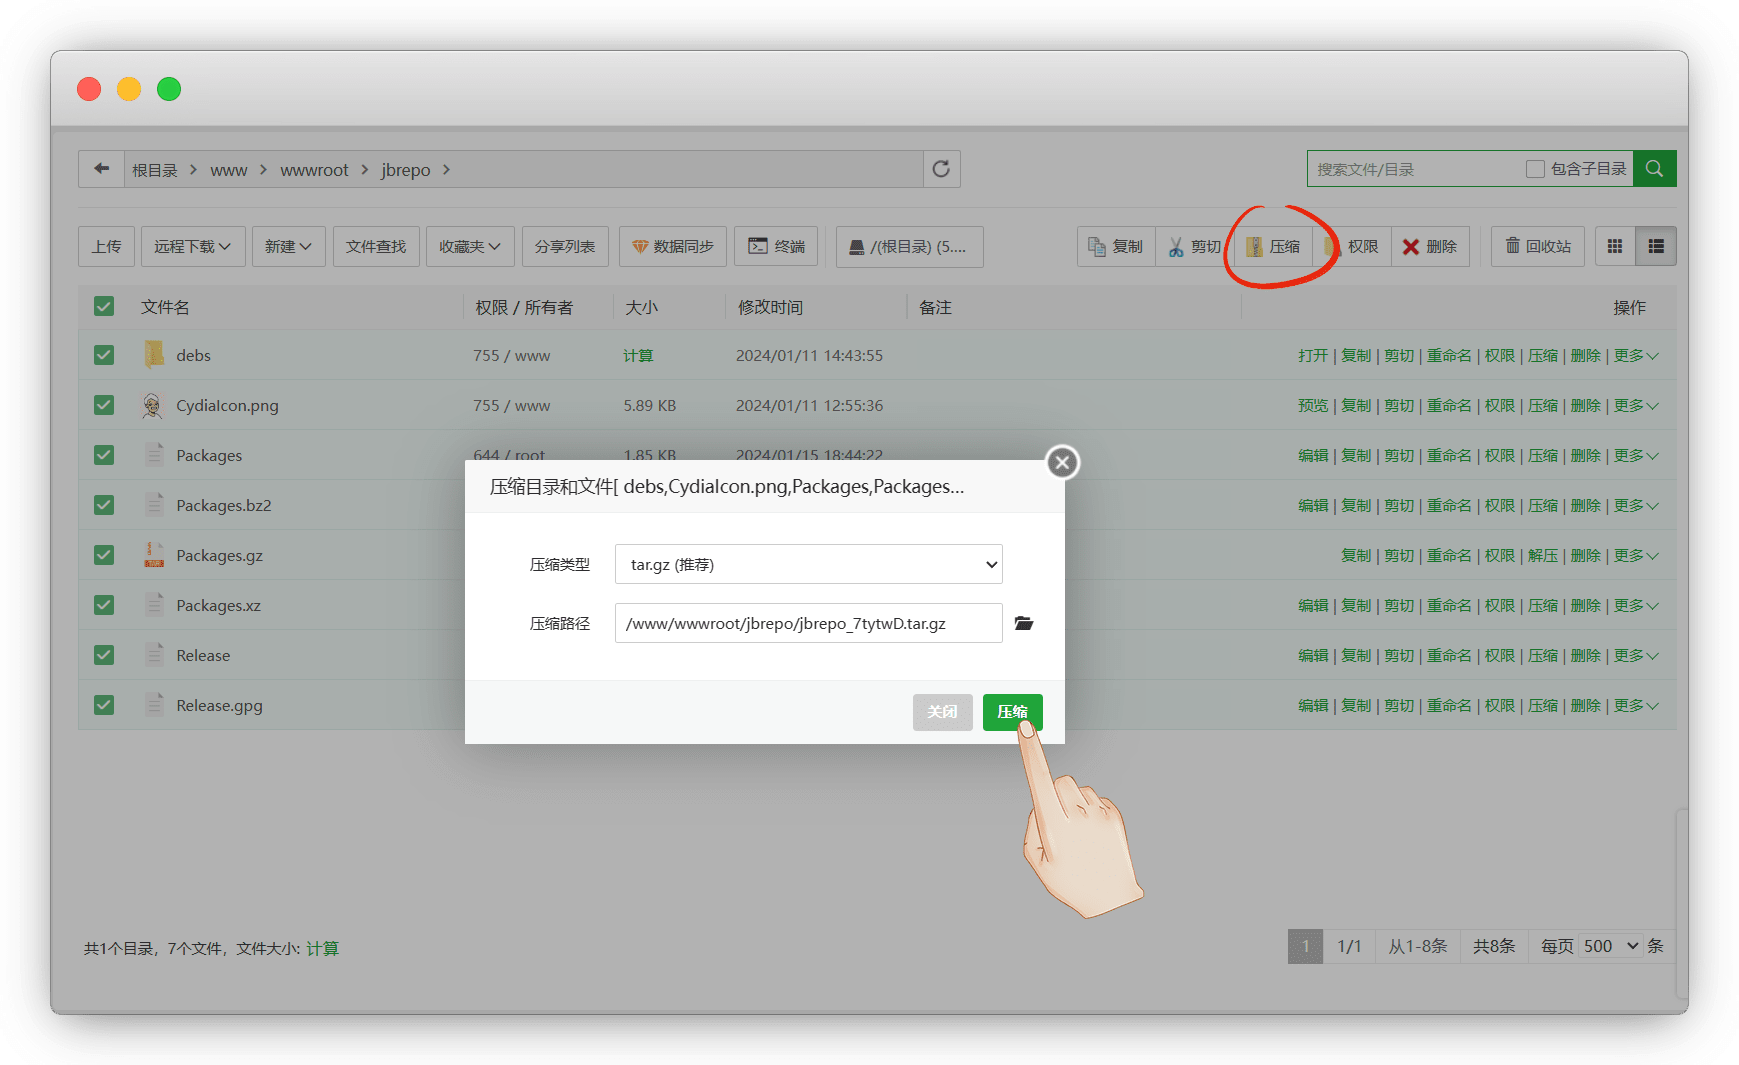 根目录 > www > wwwroot > jbrepo >
搜索文件/目录 包含子目录
上传 远程下载 新建 文件查找 收藏夹 分享列表 数据同步 终端 /(根目录) (5.... 复制 剪切 压缩 权限 删除 回收站
文件名 权限 / 所有者 大小 修改时间 备注 操作
debs 755 / www 计算 2024/01/11 14:43:55 打开 | 复制 | 剪切 | 重命名 | 权限 | 压缩 | 删除 | 更多
CydiaIcon.png 755 / www 5.89 KB 2024/01/11 12:55:36 预览 | 复制 | 剪切 | 重命名 | 权限 | 压缩 | 删除 | 更多
Packages 644 / root 1.85 KB 2024/01/15 18:44:22 编辑 | 复制 | 剪切 | 重命名 | 权限 | 压缩 | 删除 | 更多
压缩目录和文件[ debs,CydiaIcon.png,Packages,Packages...
Packages.bz2 编辑 | 复制 | 剪切 | 重命名 | 权限 | 压缩 | 删除 | 更多
Packages.gz 复制 | 剪切 | 重命名 | 权限 | 解压 | 删除 | 更多
压缩类型 tar.gz (推荐)
Packages.xz 编辑 | 复制 | 剪切 | 重命名 | 权限 | 压缩 | 删除 | 更多
压缩路径 /www/wwwroot/jbrepo/jbrepo_7tytwD.tar.gz
Release 编辑 | 复制 | 剪切 | 重命名 | 权限 | 压缩 | 删除 | 更多
Release.gpg 编辑 | 复制 | 剪切 | 重命名 | 权限 | 压缩 | 删除 | 更多
关闭 压缩
共1个目录，7个文件，文件大小: 计算
1 1/1 从1-8条 共8条 每页 500 条